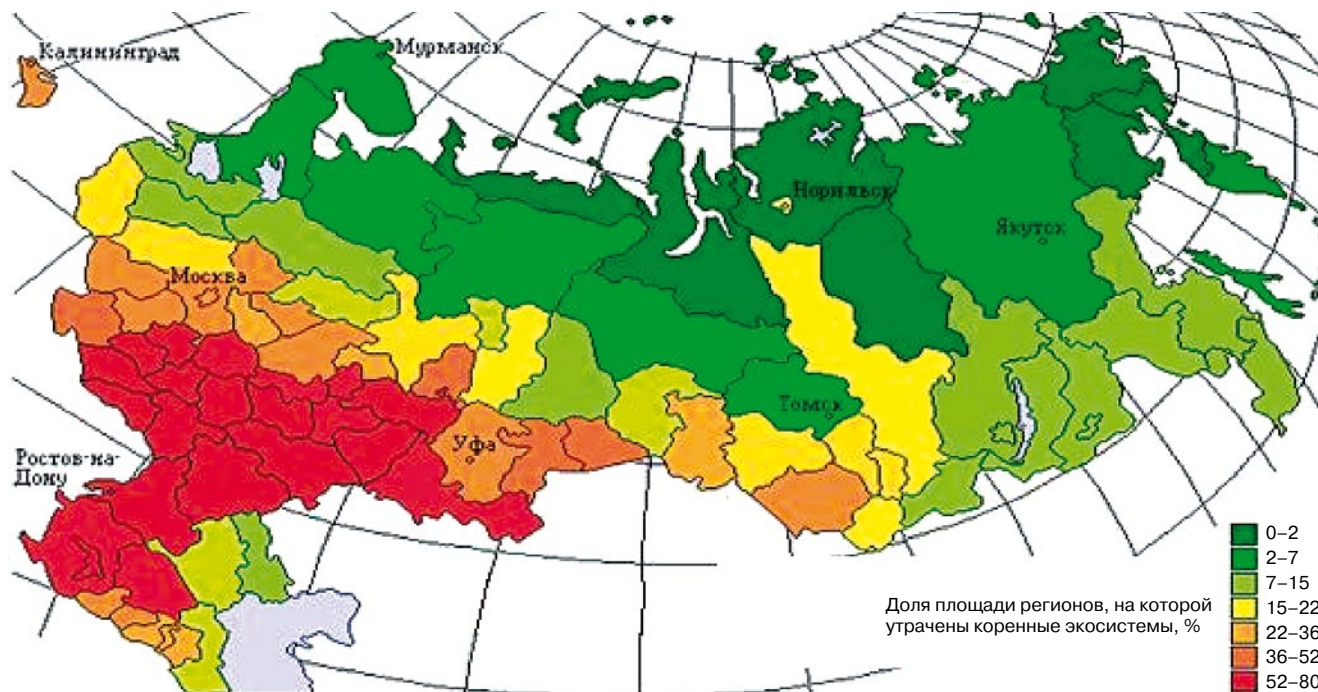 Калининград
Мурманск
Норильск
Якутск
Москва
Томск
Уфа
Ростов-на-
Дону
Доля площади регионов, на которой
утрачены коренные экосистемы, %
0–2
2–7
7–15
15–22
22–36
36–52
52–80